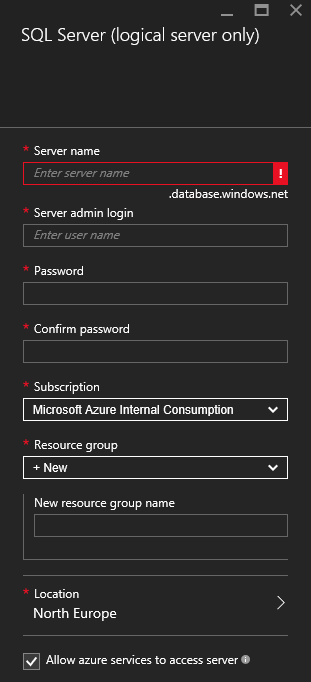 SQL Server (logical server only)
* Server name
Enter server name
!
.database.windows.net
* Server admin login
Enter user name
* Password
* Confirm password
* Subscription
Microsoft Azure Internal Consumption
* Resource group
+ New
New resource group name
* Location
North Europe
Allow azure services to access server